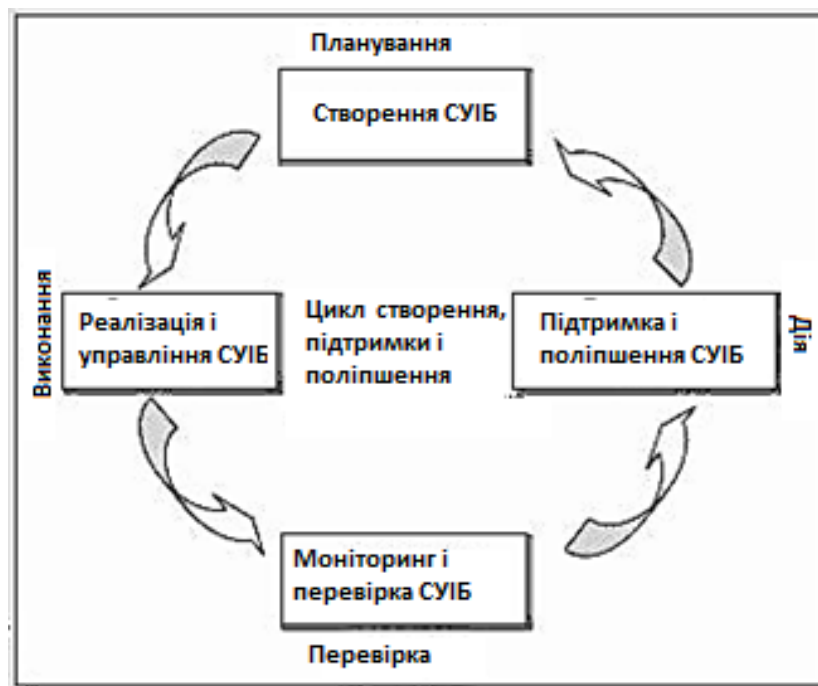 Планування
Створення СУІБ
Виконання
Реалізація і
управління СУІБ
Цикл створення,
підтримки і
поліпшення
Підтримка і
поліпшення СУІБ
Дія
Моніторинг і
перевірка СУІБ
Перевірка